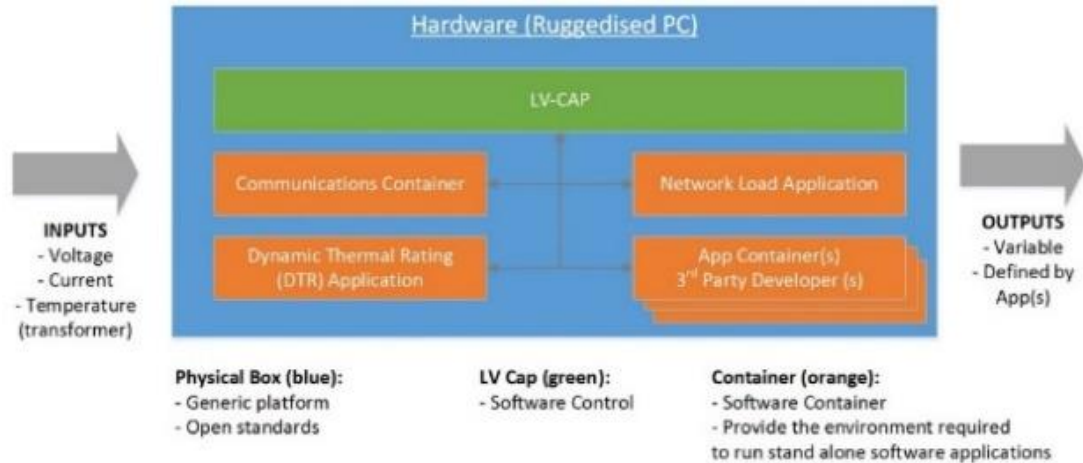 Hardware (Ruggedised PC)
LV-CAP
Communications Container
Network Load Application
Dynamic Thermal Rating
(DTR) Application
App Container(s)
3rd Party Developer (s)
INPUTS
- Voltage
- Current
- Temperature
(transformer)
OUTPUTS
- Variable
- Defined by
App(s)
Physical Box (blue):
- Generic platform
- Open standards
LV Cap (green):
- Software Control
Container (orange):
- Software Container
- Provide the environment required
to run stand alone software applications